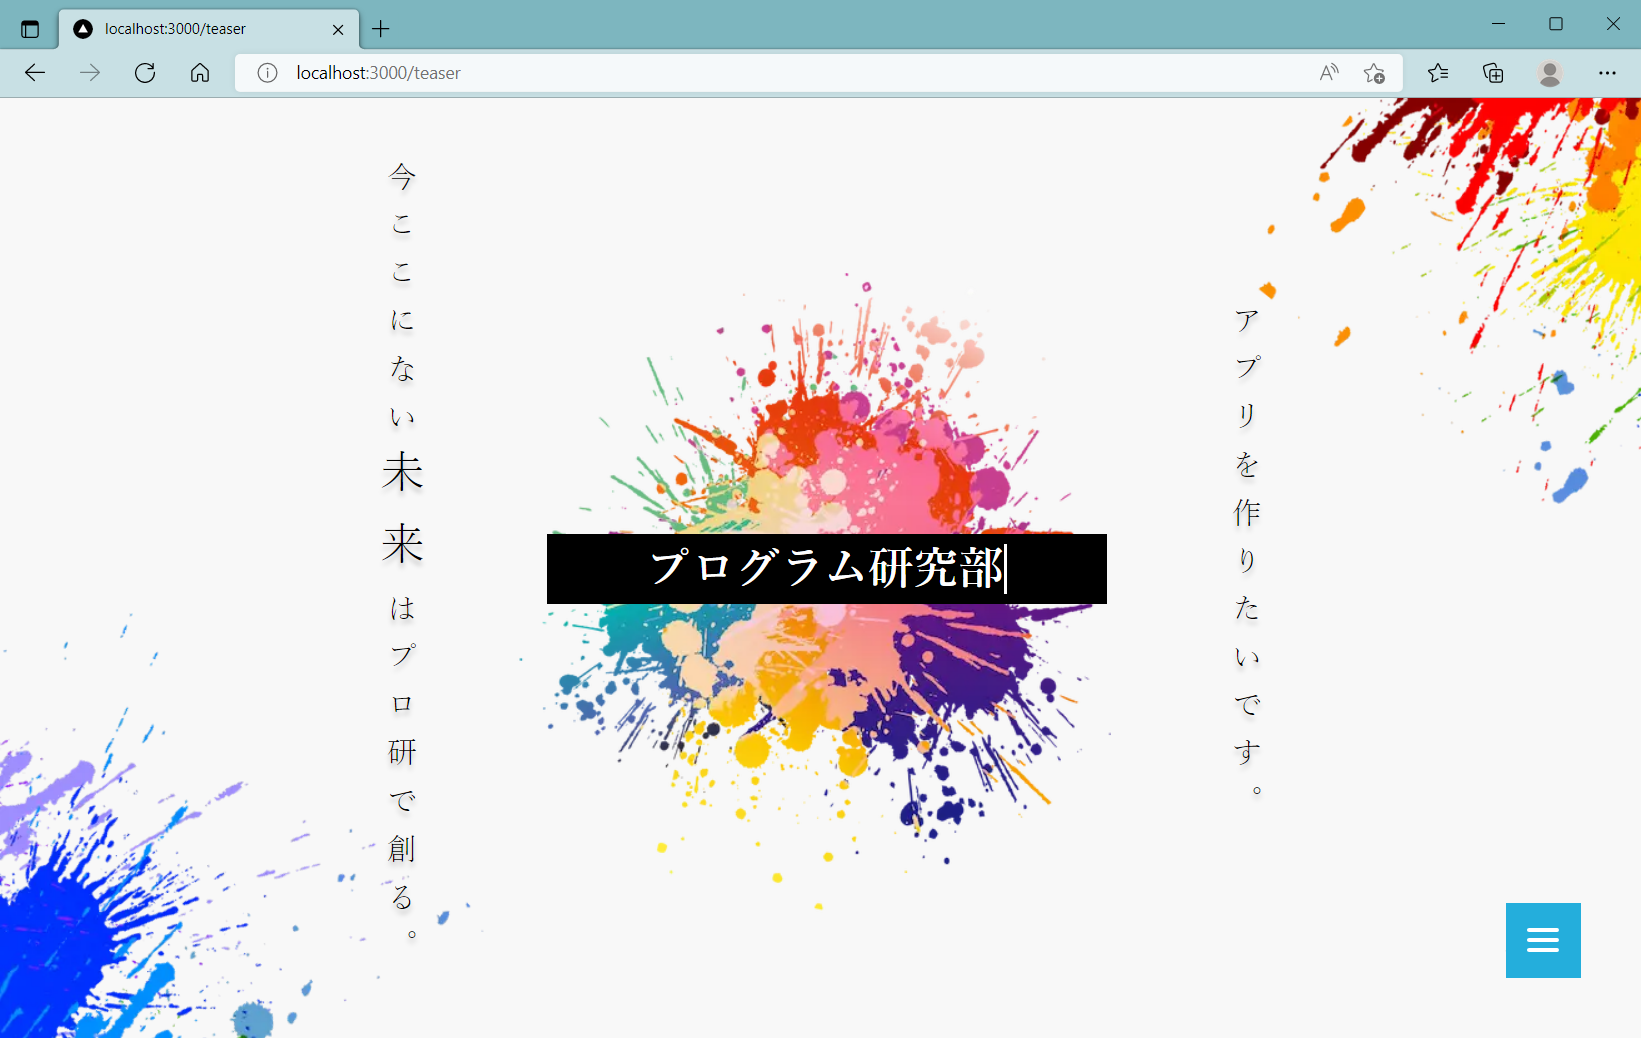 localhost:3000/teaser
localhost:3000/teaser
アプリを作りたいです。
プログラム研究部
今ここにない未来はプロ研で創る。